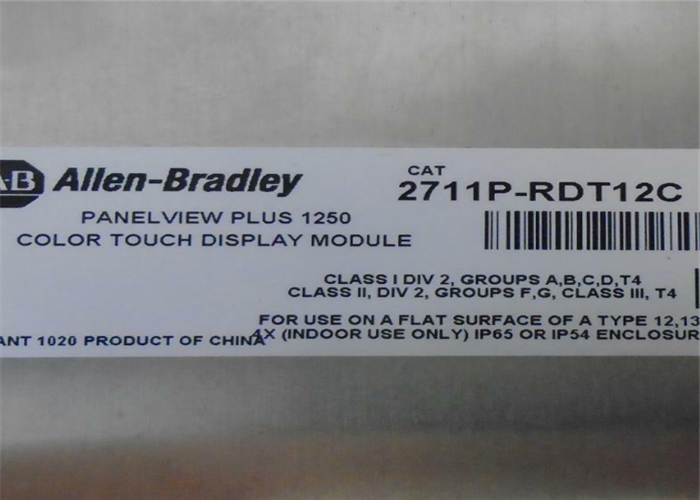 A-B Allen-Bradley
PANELVIEW PLUS 1250
COLOR TOUCH DISPLAY MODULE
CAT
2711P-RDT12C
CLASS I DIV 2, GROUPS A,B,C,D,T4
CLASS II, DIV 2, GROUPS F,G, CLASS III, T4
FOR USE ON A FLAT SURFACE OF A TYPE 12,13
4X (INDOOR USE ONLY) IP65 OR IP54 ENCLOSUR
ANT 1020 PRODUCT OF CHINA